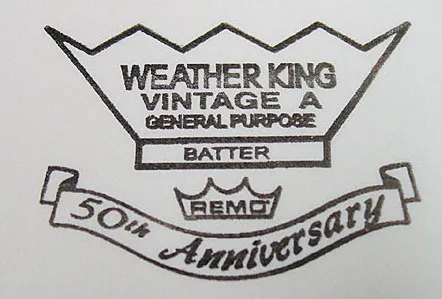 WEATHER KING
VINTAGE A
GENERAL PURPOSE
BATTER
REMO
50th Anniversary